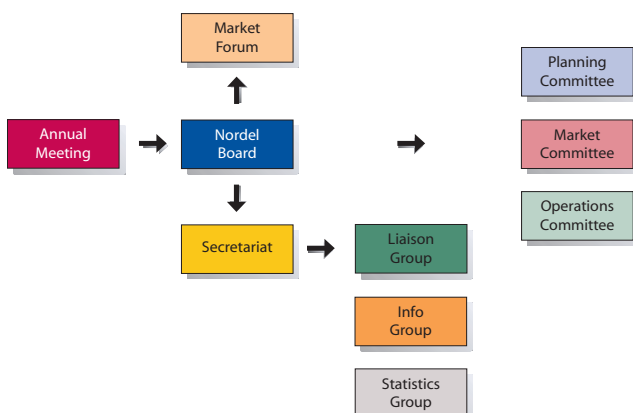 Market
Forum
Planning
Committee
Annual
Meeting
Nordel
Board
Market
Committee
Operations
Committee
Secretariat
Liaison
Group
Info
Group
Statistics
Group